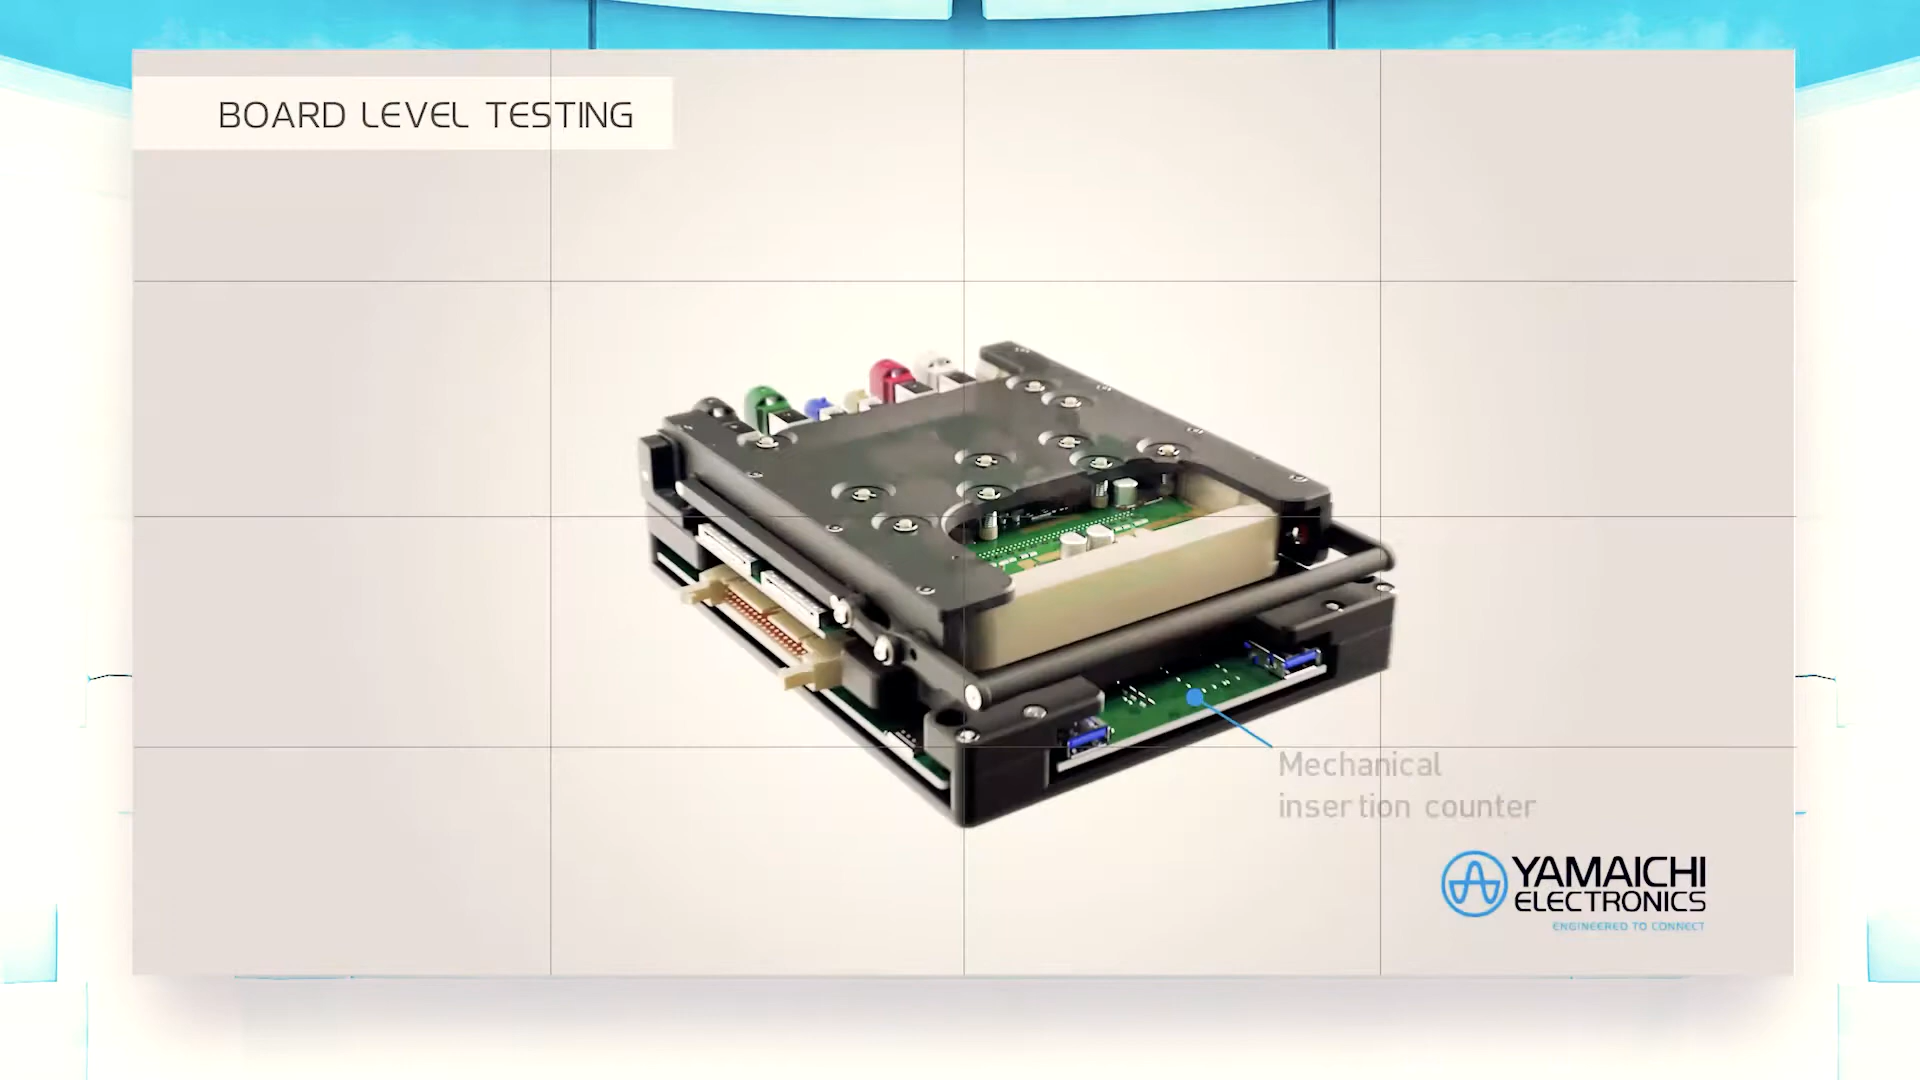 BOARD LEVEL TESTING
Mechanical
insertion counter
YAMAICHI
ELECTRONICS
ENGINEERED TO CONNECT